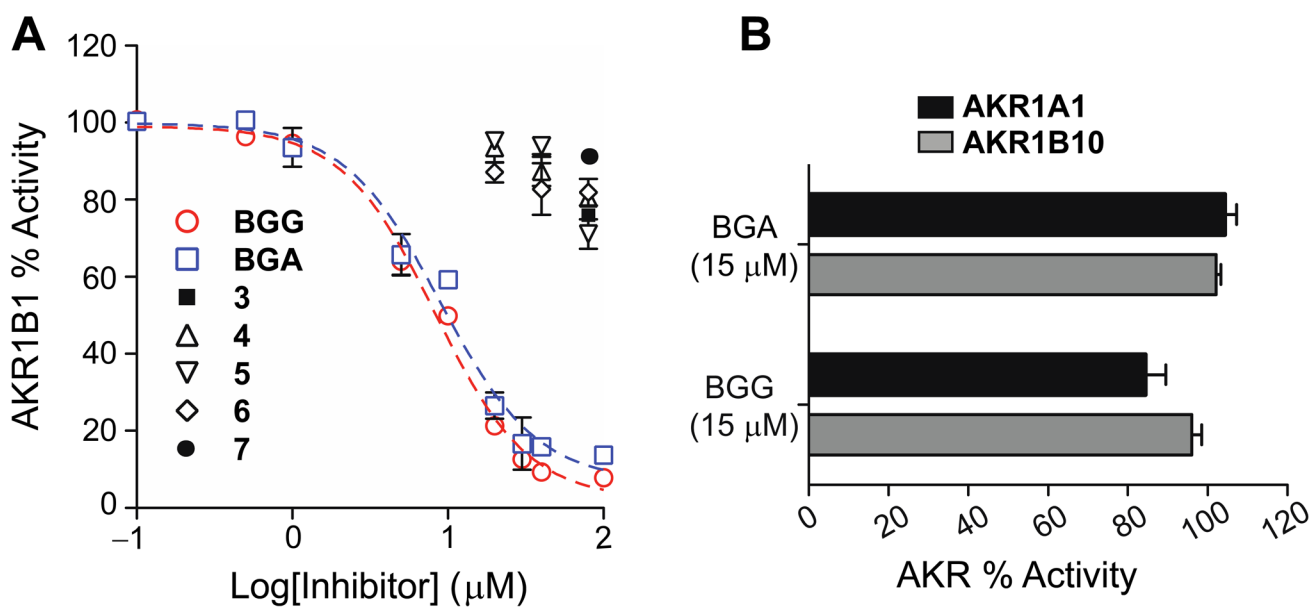 A
120
100
80
60
40
20
0
AKR1B1 % Activity
BGG
BGA
3
4
5
6
7
−1
0
1
2
Log[Inhibitor] (μM)
B
AKR1A1
AKR1B10
BGA
(15 μM)
BGG
(15 μM)
0
20
40
60
80
100
120
AKR % Activity